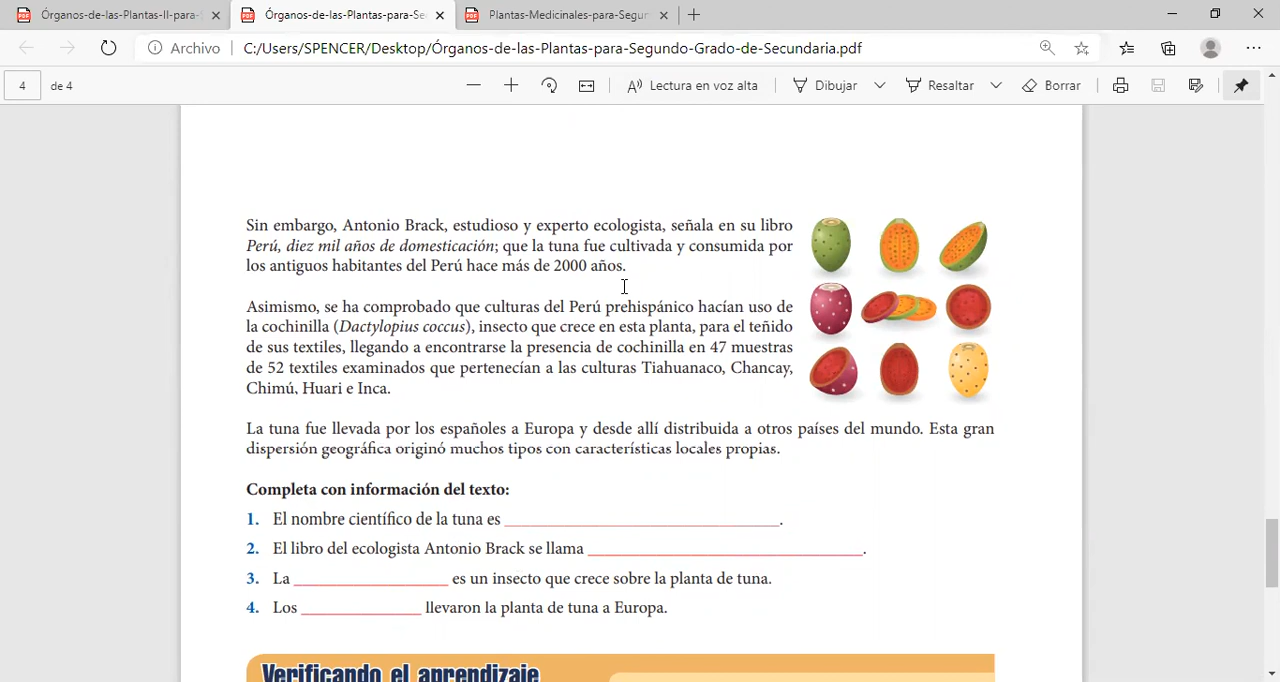 Órganos-de-las-Plantas-II-para-S
Órganos-de-las-Plantas-para-Se
Plantas-Medicinales-para-Segun
Archivo
C:/Users/SPENCER/Desktop/Órganos-de-las-Plantas-para-Segundo-Grado-de-Secundaria.pdf
4 de 4
Lectura en voz alta
Dibujar
Resaltar
Borrar
Sin embargo, Antonio Brack, estudioso y experto ecologista, señala en su libro
Perú, diez mil años de domesticación; que la tuna fue cultivada y consumida por
los antiguos habitantes del Perú hace más de 2000 años.
Asimismo, se ha comprobado que culturas del Perú prehispánico hacían uso de
la cochinilla (Dactylopius coccus), insecto que crece en esta planta, para el teñido
de sus textiles, llegando a encontrarse la presencia de cochinilla en 47 muestras
de 52 textiles examinados que pertenecían a las culturas Tiahuanaco, Chancay,
Chimú, Huari e Inca.
La tuna fue llevada por los españoles a Europa y desde allí distribuida a otros países del mundo. Esta gran
dispersión geográfica originó muchos tipos con características locales propias.
Completa con información del texto:
1. El nombre científico de la tuna es ______________________________.
2. El libro del ecologista Antonio Brack se llama ______________________________.
3. La _________________ es un insecto que crece sobre la planta de tuna.
4. Los _____________ llevaron la planta de tuna a Europa.
Verificando el aprendizaje